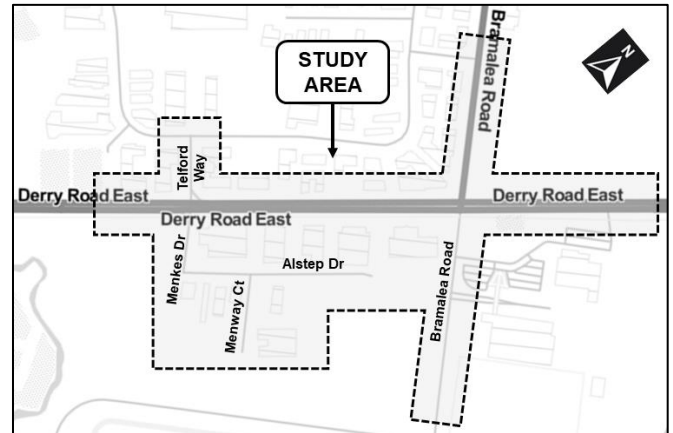 Bramalea Road
STUDY
AREA
N
Telford
Way
Derry Road East
Derry Road East
Derry Road East
Menkes Dr
Alstep Dr
Menway Ct
Bramalea Road